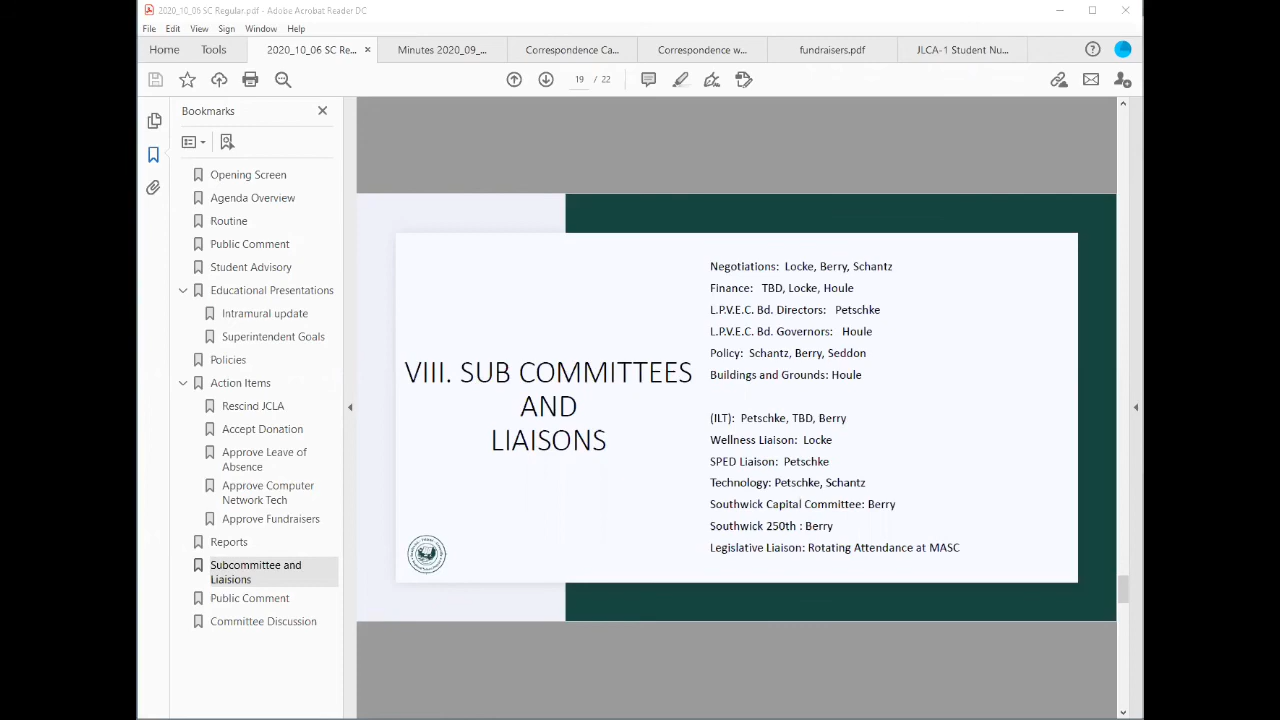 2020_10_06 SC Regular.pdf - Adobe Acrobat Reader DC
File Edit View Sign Window Help
Home Tools 2020_10_06 SC Re... × Minutes 2020_09_... Correspondence Ca... Correspondence w... fundraisers.pdf JLCA-1 Student Nu...
19 / 22
Bookmarks
Opening Screen
Agenda Overview
Routine
Public Comment
Student Advisory
Educational Presentations
Intramural update
Superintendent Goals
Policies
Action Items
Rescind JCLA
Accept Donation
Approve Leave of
Absence
Approve Computer
Network Tech
Approve Fundraisers
Reports
Subcommittee and
Liaisions
Public Comment
Committee Discussion
VIII. SUB COMMITTEES
AND
LIAISONS
Negotiations: Locke, Berry, Schantz
Finance: TBD, Locke, Houle
L.P.V.E.C. Bd. Directors: Petschke
L.P.V.E.C. Bd. Governors: Houle
Policy: Schantz, Berry, Seddon
Buildings and Grounds: Houle
(ILT): Petschke, TBD, Berry
Wellness Liaison: Locke
SPED Liaison: Petschke
Technology: Petschke, Schantz
Southwick Capital Committee: Berry
Southwick 250th : Berry
Legislative Liaison: Rotating Attendance at MASC